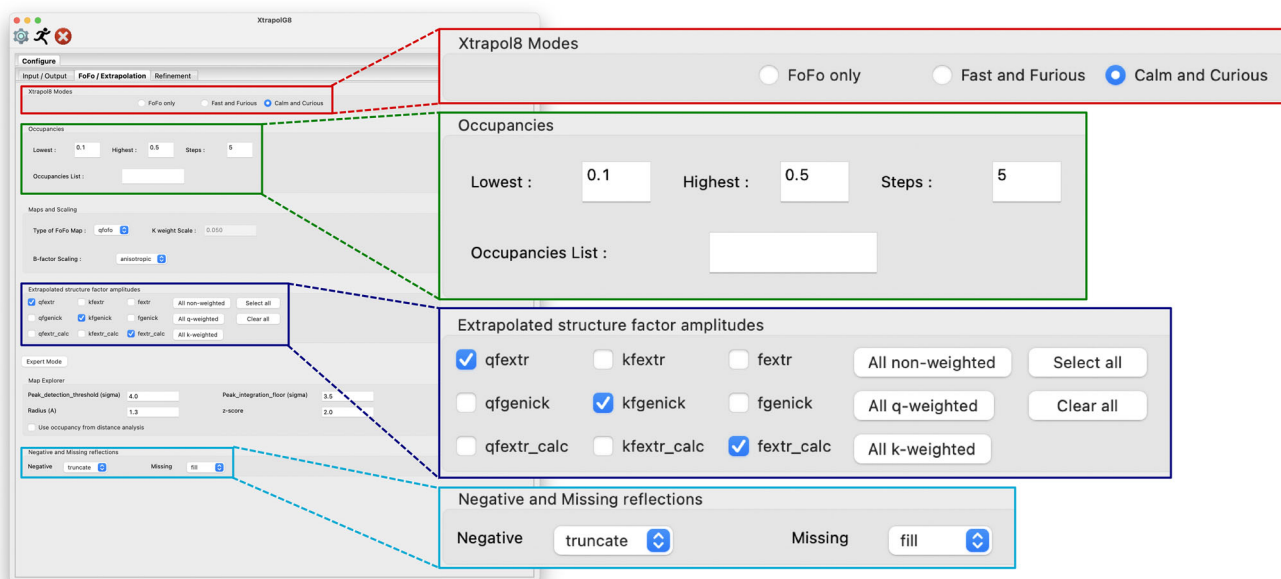 XtrapolG8
Configure
Input / Output FoFo / Extrapolation Refinement
Xtrapol8 Modes
FoFo only Fast and Furious Calm and Curious
Occupancies
Lowest : 0.1 Highest : 0.5 Steps : 5
Occupancies List :
Maps and Scaling
Type of FoFo Map : qfofo K weight Scale : 0.050
B-factor Scaling : anisotropic
Extrapolated structure factor amplitudes
qfextr kfextr fextr All non-weighted Select all
qfgenick kfgenick fgenick All q-weighted Clear all
qfextr_calc kfextr_calc fextr_calc All k-weighted
Expert Mode
Map Explorer
Peak_detection_threshold (sigma) 4.0 Peak_integration_floor (sigma) 3.5
Radius (A) 1.3 z-score 2.0
Use occupancy from distance analysis
Negative and Missing reflections
Negative truncate Missing fill
Xtrapol8 Modes
FoFo only Fast and Furious Calm and Curious
Occupancies
Lowest : 0.1 Highest : 0.5 Steps : 5
Occupancies List :
Extrapolated structure factor amplitudes
qfextr kfextr fextr All non-weighted Select all
qfgenick kfgenick fgenick All q-weighted Clear all
qfextr_calc kfextr_calc fextr_calc All k-weighted
Negative and Missing reflections
Negative truncate Missing fill